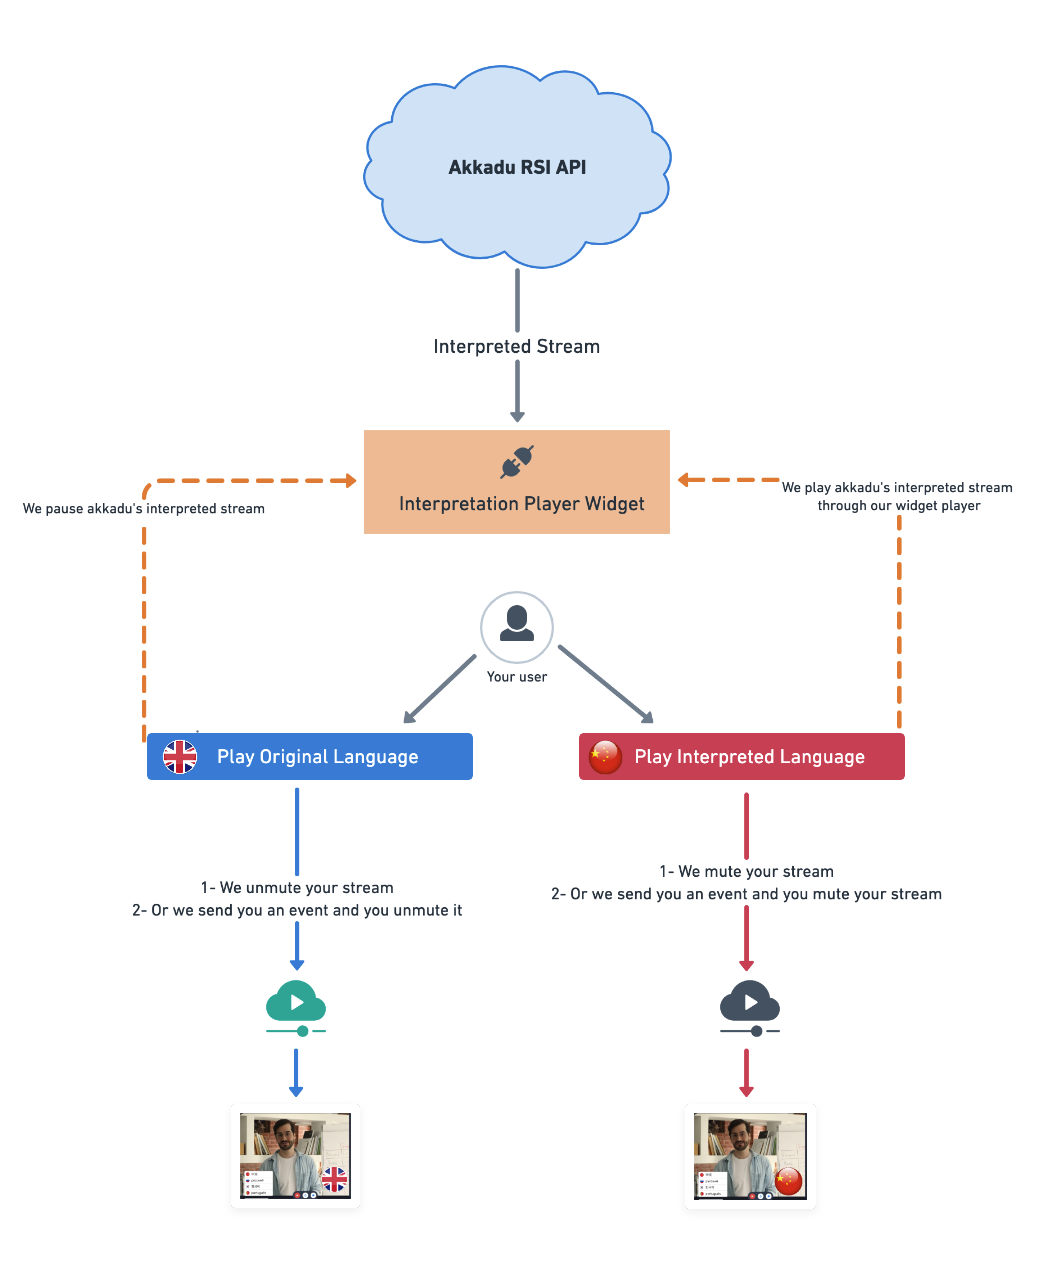 Akkadu RSI API
Interpreted Stream
Interpretation Player Widget
We pause akkadu's interpreted stream
We play akkadu's interpreted stream
through our widget player
Your user
Play Original Language
Play Interpreted Language
1- We unmute your stream
2- Or we send you an event and you unmute it
1- We mute your stream
2- Or we send you an event and you mute your stream